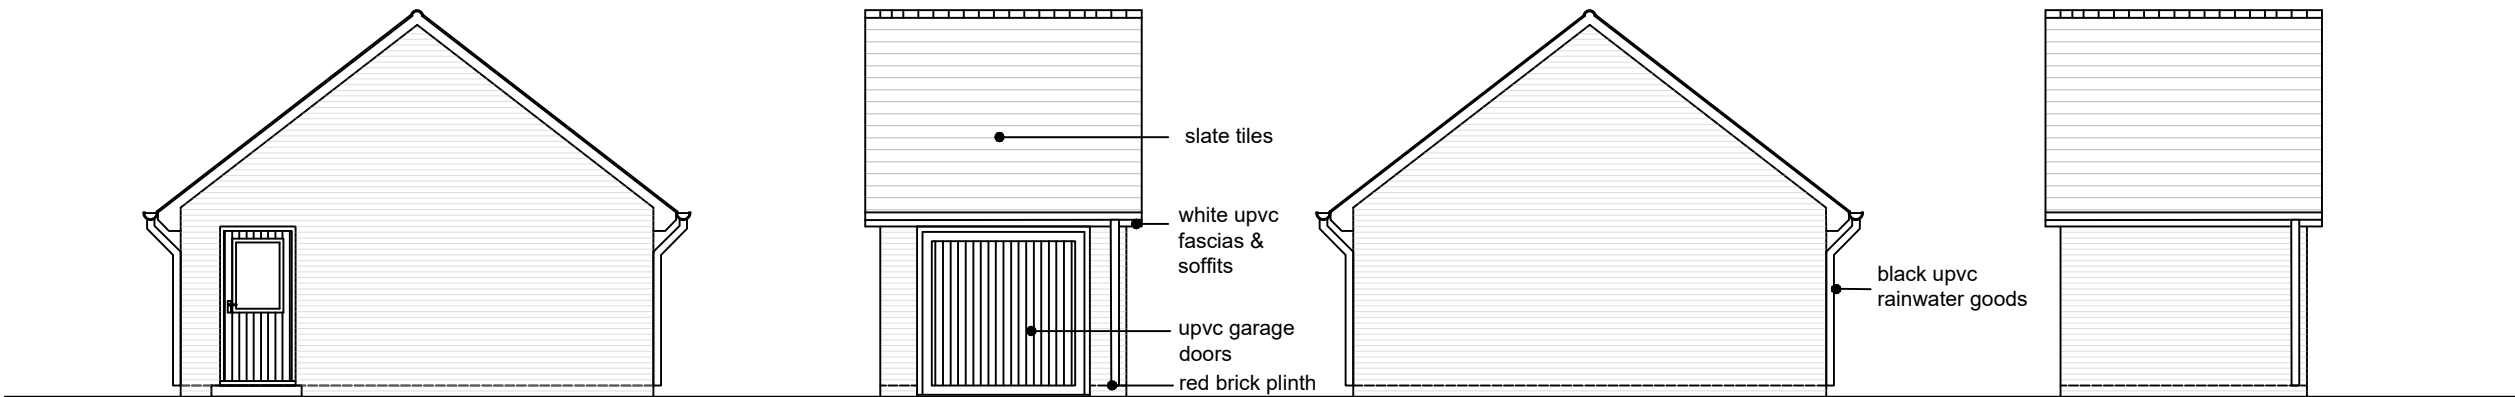 slate tiles
white upvc
fascias &
soffits
upvc garage
doors
red brick plinth
black upvc
rainwater goods